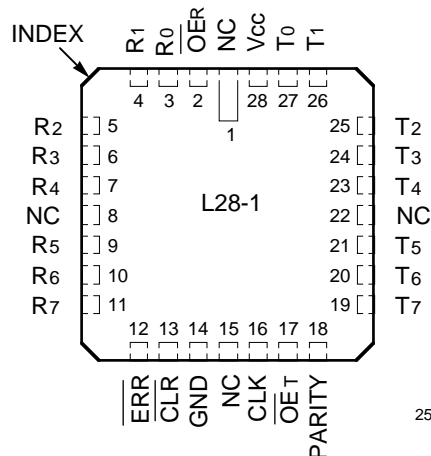 INDEX
R1 R0 OER NC Vcc T0 T1
4 3 2 28 27 26
1
R2 5 25 T2
R3 6 24 T3
R4 7 23 T4
NC 8 L28-1 22 NC
R5 9 21 T5
R6 10 20 T6
R7 11 19 T7
12 13 14 15 16 17 18
ERR CLR GND NC CLK OET PARITY
25